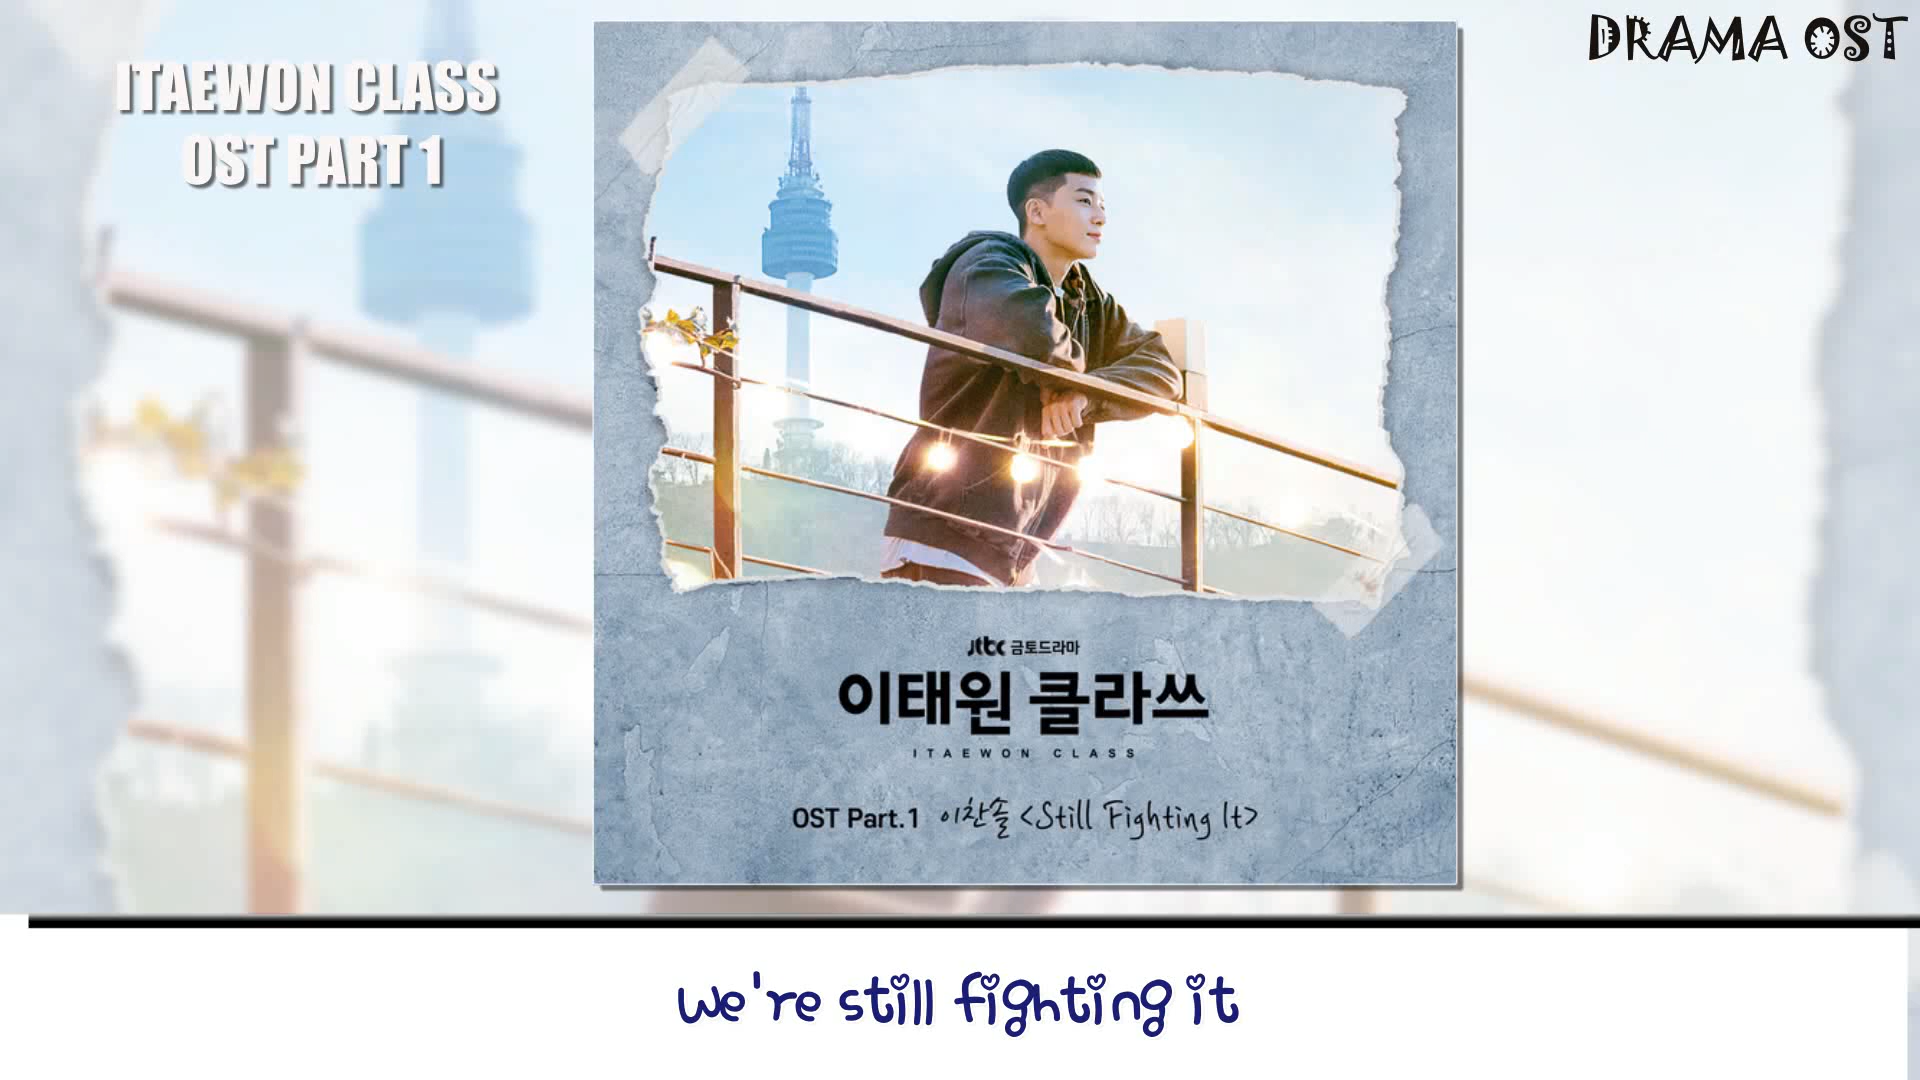 ITAEWON CLASS
OST PART 1
DRAMA OST
jtbc 금토드라마
이태원 클라쓰
ITAEWON CLASS
OST Part.1 이찬솔 <Still Fighting It>
We're still fighting it